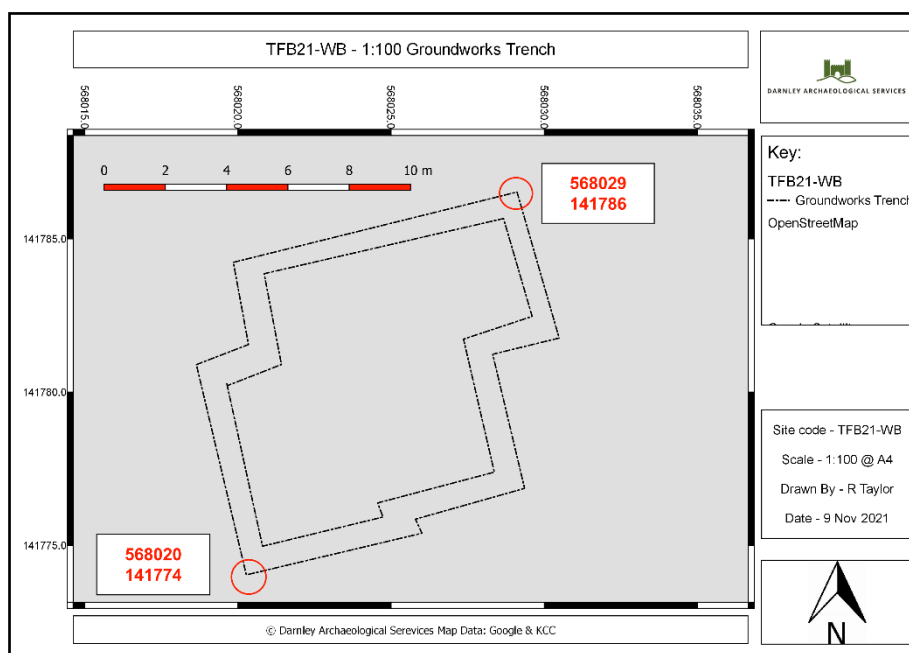 TFB21-WB - 1:100 Groundworks Trench
DARNLEY ARCHAEOLOGICAL SERVICES
568015.0
568020.0
568025.0
568030.0
568035.0
0 2 4 6 8 10 m
568029
141786
141785.0
141780.0
141775.0
568020
141774
Key:
TFB21-WB
Groundworks Trench
OpenStreetMap
Site code - TFB21-WB
Scale - 1:100 @ A4
Drawn By - R Taylor
Date - 9 Nov 2021
N
© Darnley Archaeological Serevices Map Data: Google & KCC